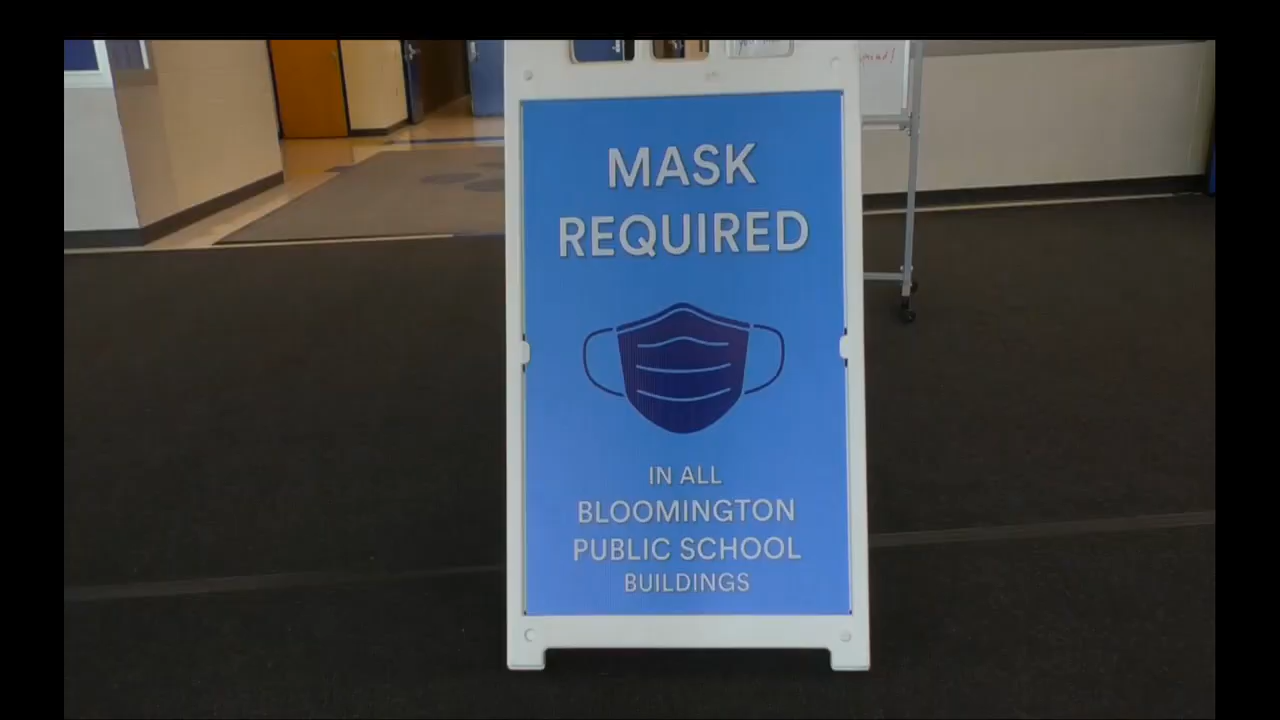 MASK
REQUIRED
IN ALL
BLOOMINGTON
PUBLIC SCHOOL
BUILDINGS